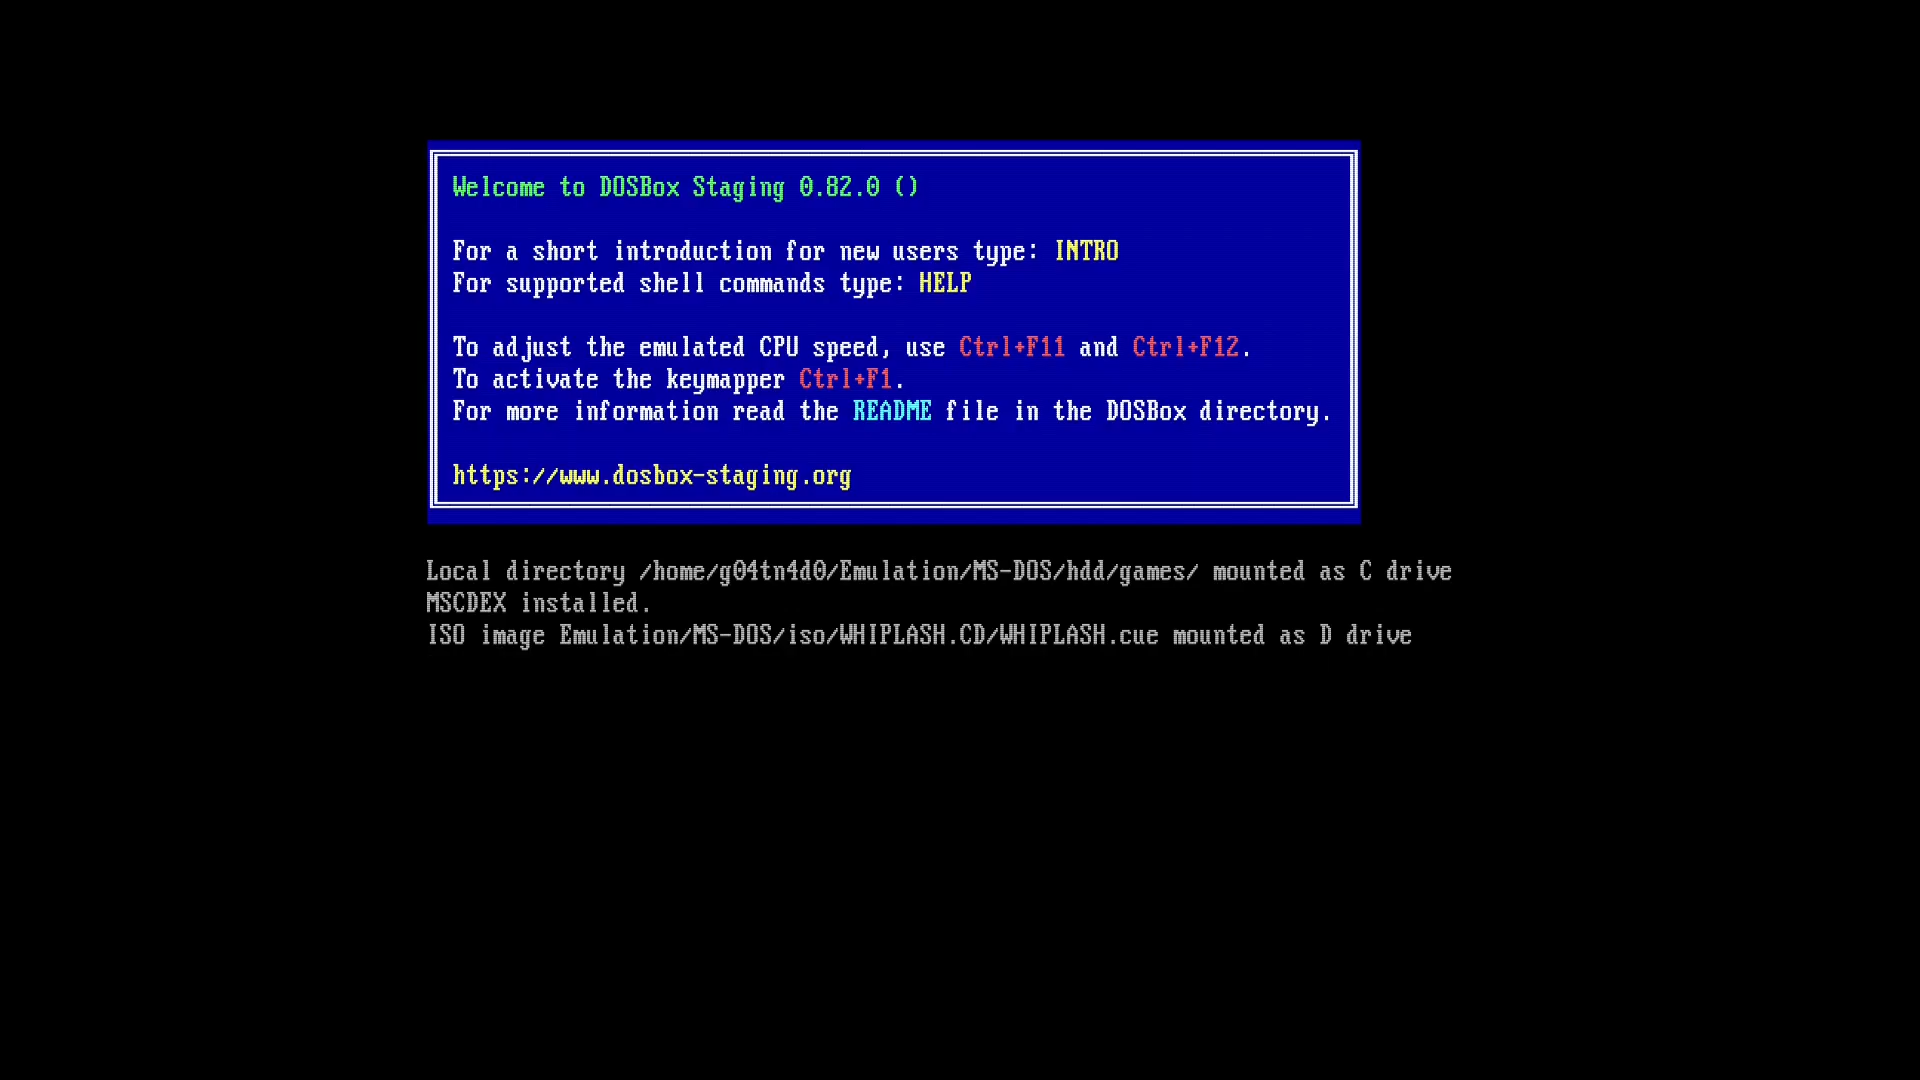 Welcome to DOSBox Staging 0.82.0 ()
For a short introduction for new users type: INTRO
For supported shell commands type: HELP
To adjust the emulated CPU speed, use Ctrl+F11 and Ctrl+F12.
To activate the keymapper Ctrl+F1.
For more information read the README file in the DOSBox directory.
https://www.dosbox-staging.org
Local directory /home/g04tn4d0/Emulation/MS-DOS/hdd/games/ mounted as C drive
MSCDEX installed.
ISO image Emulation/MS-DOS/iso/WHIPLASH.CD/WHIPLASH.cue mounted as D drive